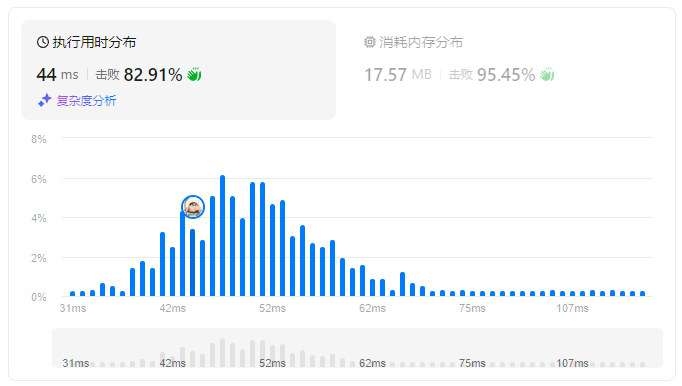 执行用时分布
44 ms 击败 82.91%
复杂度分析
消耗内存分布
17.57 MB 击败 95.45%
8%
6%
4%
2%
0%
31ms 42ms 52ms 62ms 75ms 107ms
31ms 42ms 52ms 62ms 75ms 107ms